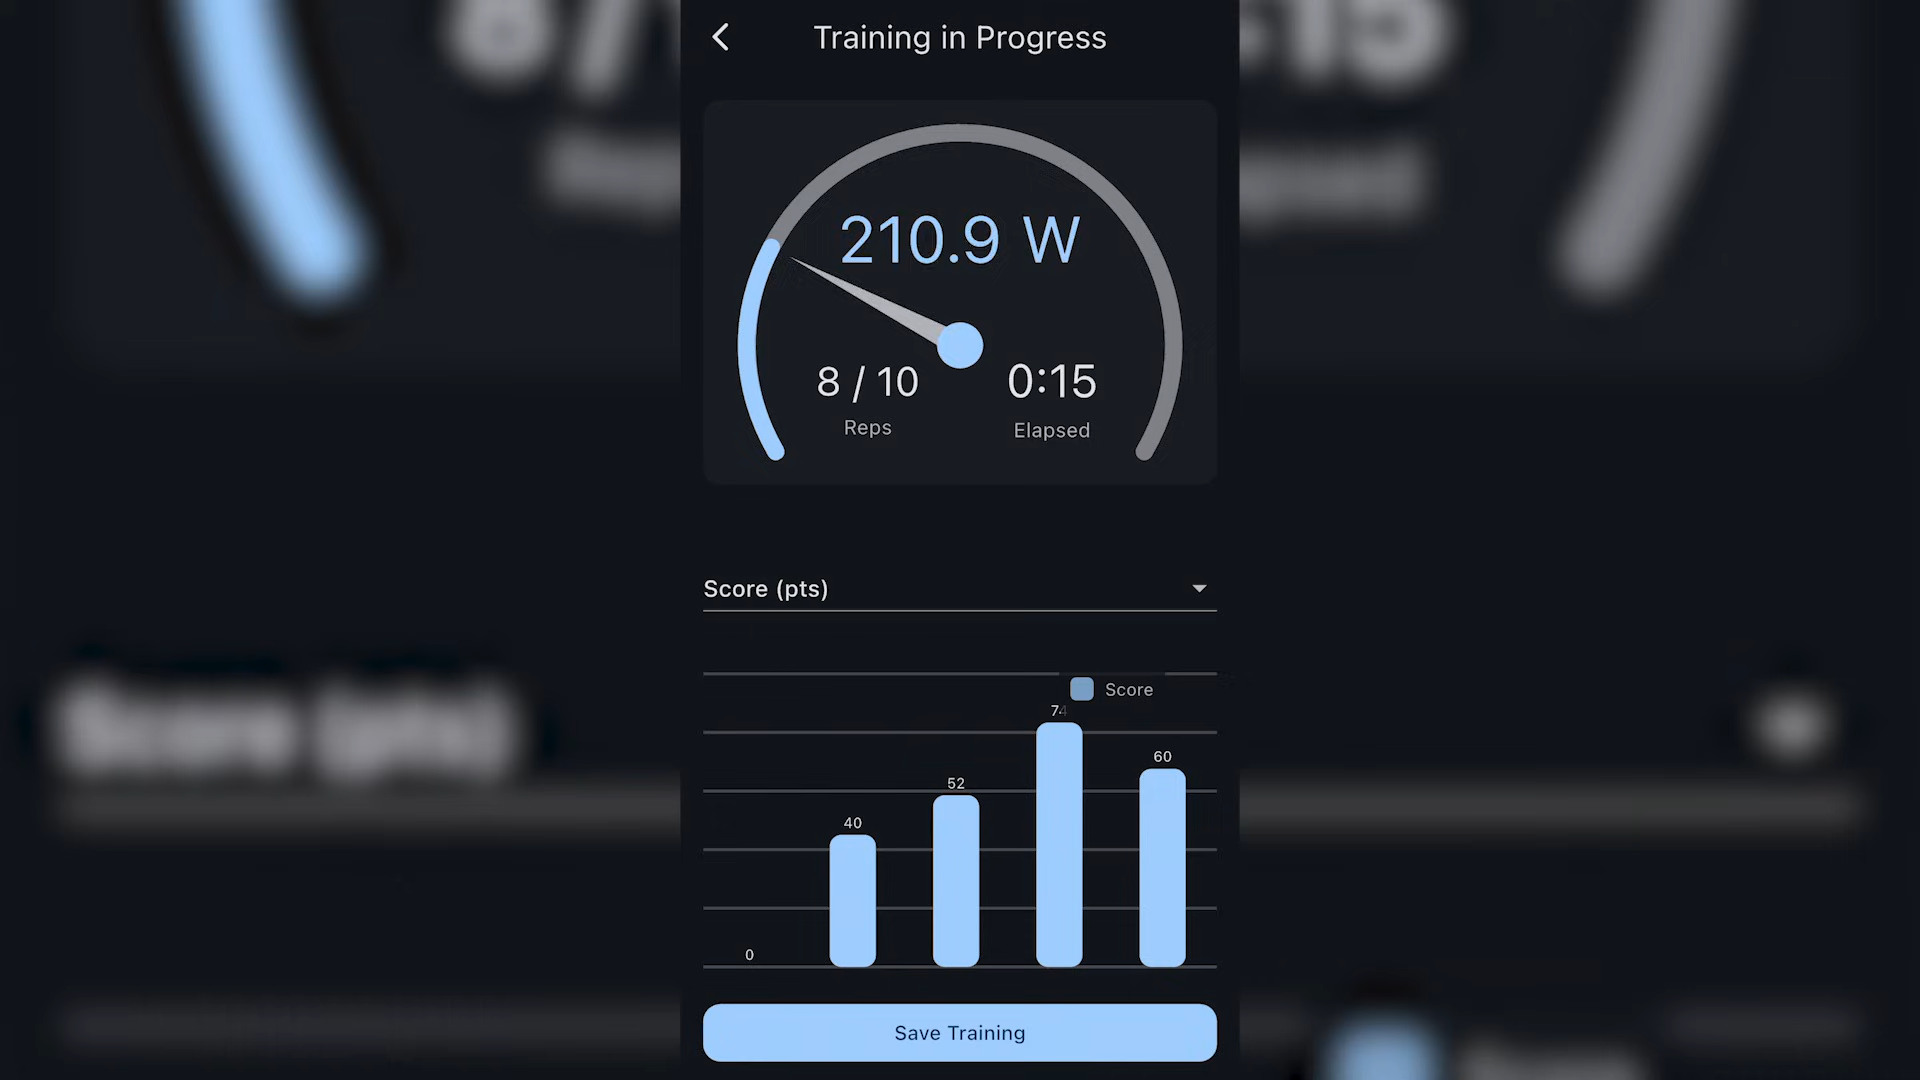 Training in Progress
210.9 W
8 / 10
0:15
Reps
Elapsed
Score (pts)
Score
74
60
52
40
0
Save Training